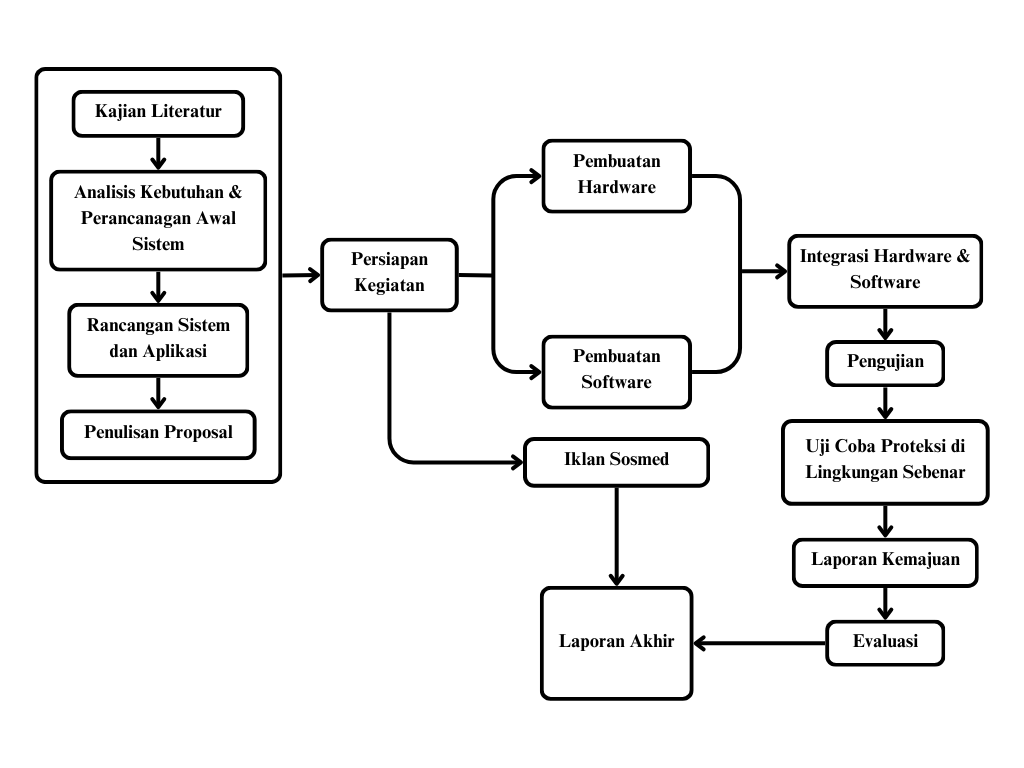 Kajian Literatur
Analisis Kebutuhan &
Perancanagan Awal
Sistem
Rancangan Sistem
dan Aplikasi
Penulisan Proposal
Persiapan
Kegiatan
Pembuatan
Hardware
Pembuatan
Software
Iklan Sosmed
Integrasi Hardware &
Software
Pengujian
Uji Coba Proteksi di
Lingkungan Sebenar
Laporan Kemajuan
Evaluasi
Laporan Akhir